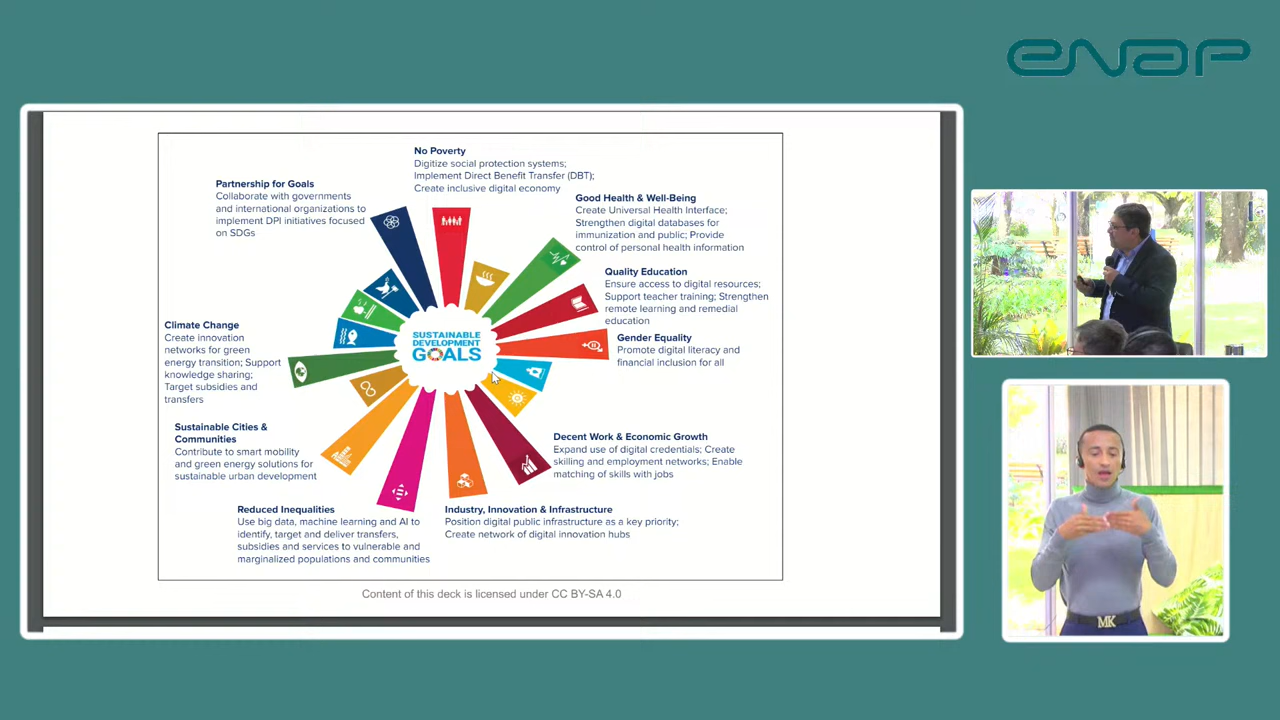 enap
No Poverty
Digitize social protection systems;
Implement Direct Benefit Transfer (DBT);
Create inclusive digital economy
Partnership for Goals
Collaborate with governments
and international organizations to
implement DPI initiatives focused
on SDGs
Good Health & Well-Being
Create Universal Health Interface;
Strengthen digital databases for
immunization and public; Provide
control of personal health information
Quality Education
Ensure access to digital resources;
Support teacher training; Strengthen
remote learning and remedial
education
Gender Equality
Promote digital literacy and
financial inclusion for all
SUSTAINABLE
DEVELOPMENT
GOALS
Climate Change
Create innovation
networks for green
energy transition; Support
knowledge sharing;
Target subsidies and
transfers
Sustainable Cities &
Communities
Contribute to smart mobility
and green energy solutions for
sustainable urban development
Decent Work & Economic Growth
Expand use of digital credentials; Create
skilling and employment networks; Enable
matching of skills with jobs
Reduced Inequalities
Use big data, machine learning and AI to
identify, target and deliver transfers,
subsidies and services to vulnerable and
marginalized populations and communities
Industry, Innovation & Infrastructure
Position digital public infrastructure as a key priority;
Create network of digital innovation hubs
Content of this deck is licensed under CC BY-SA 4.0
MK